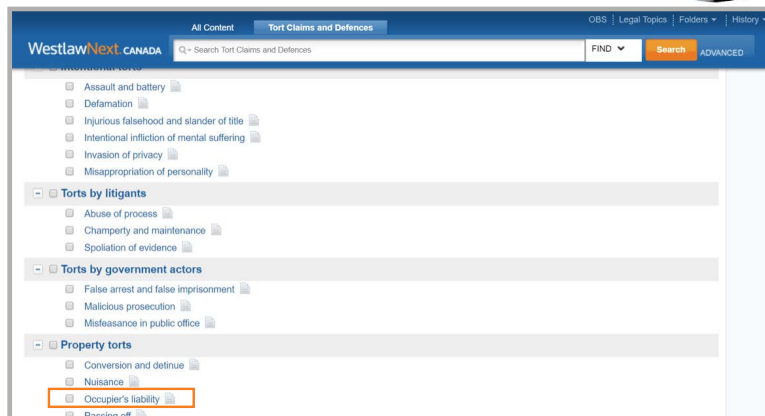 All Content Tort Claims and Defences OBS Legal Topics Folders History
WestlawNext. CANADA Search Tort Claims and Defences FIND Search ADVANCED
Intentional torts
Assault and battery
Defamation
Injurious falsehood and slander of title
Intentional infliction of mental suffering
Invasion of privacy
Misappropriation of personality
Torts by litigants
Abuse of process
Champerty and maintenance
Spoliation of evidence
Torts by government actors
False arrest and false imprisonment
Malicious prosecution
Misfeasance in public office
Property torts
Conversion and detinue
Nuisance
Occupier's liability
Passing off